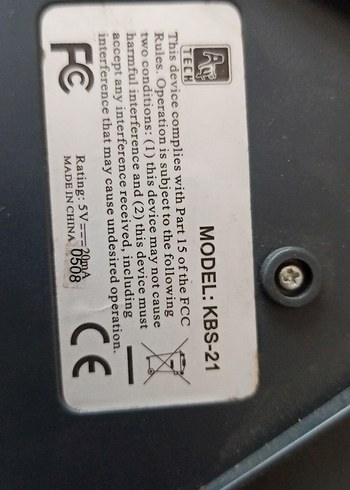 A4 TECH
MODEL: KBS-21
This device complies with Part 15 of the FCC
Rules. Operation is subject to the following
two conditions: (1) this device may not cause
harmful interference and (2) this device must
accept any interference received, including
interference that may cause undesired operation.
FC
Rating: 5V 20mA
MADE IN CHINA 0508
CE